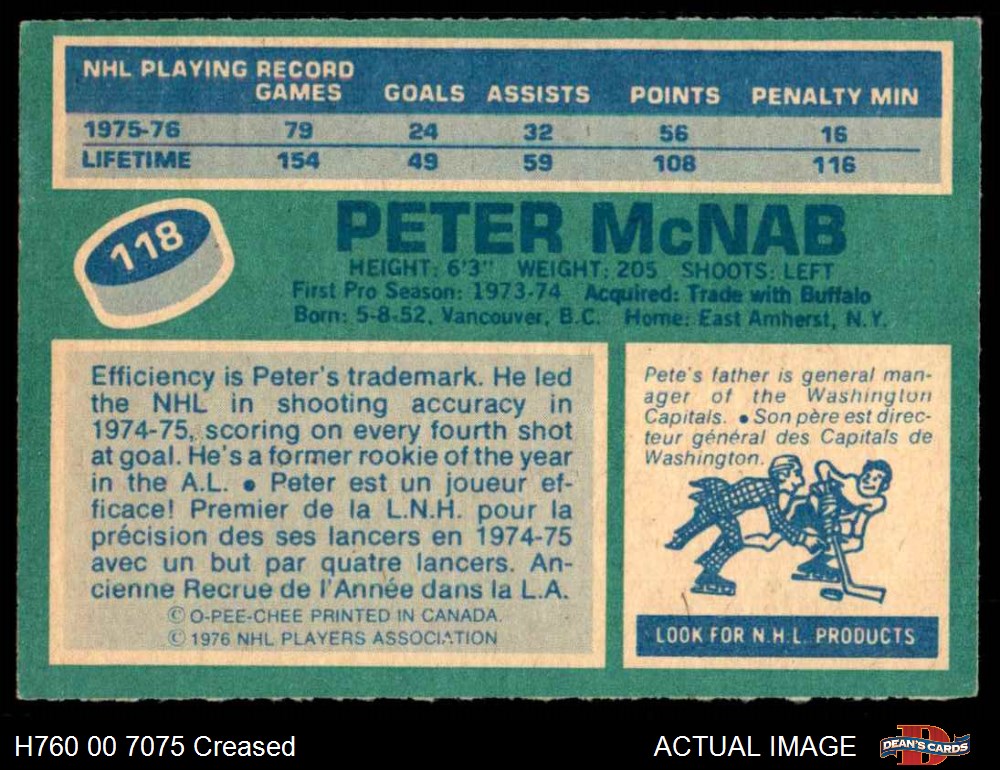 NHL PLAYING RECORD
GAMES GOALS ASSISTS POINTS PENALTY MIN
1975-76 79 24 32 56 16
LIFETIME 154 49 59 108 116
118
PETER McNAB
HEIGHT: 6'3" WEIGHT: 205 SHOOTS: LEFT
First Pro Season: 1973-74 Acquired: Trade with Buffalo
Born: 5-8-52, Vancouver, B.C. Home: East Amherst, N.Y.
Efficiency is Peter's trademark. He led
the NHL in shooting accuracy in
1974-75, scoring on every fourth shot
at goal. He's a former rookie of the year
in the A.L. • Peter est un joueur ef-
ficace! Premier de la L.N.H. pour la
précision des ses lancers en 1974-75
avec un but par quatre lancers. An-
cienne Recrue de l'Année dans la L.A.
© O-PEE-CHEE PRINTED IN CANADA.
© 1976 NHL PLAYERS ASSOCIATION
Pete's father is general man-
ager of the Washington
Capitals. • Son père est direc-
teur général des Capitals de
Washington.
LOOK FOR N.H.L. PRODUCTS
H760 00 7075 Creased
ACTUAL IMAGE
D
DEAN'S CARDS